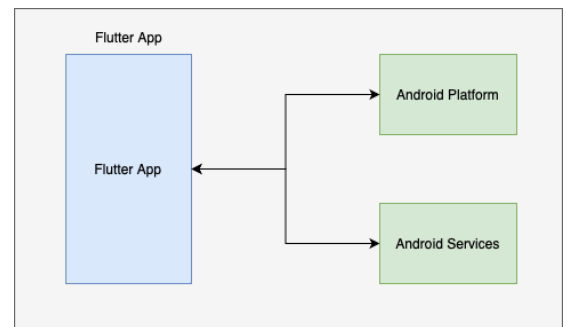 Flutter App
Flutter App
Android Platform
Android Services